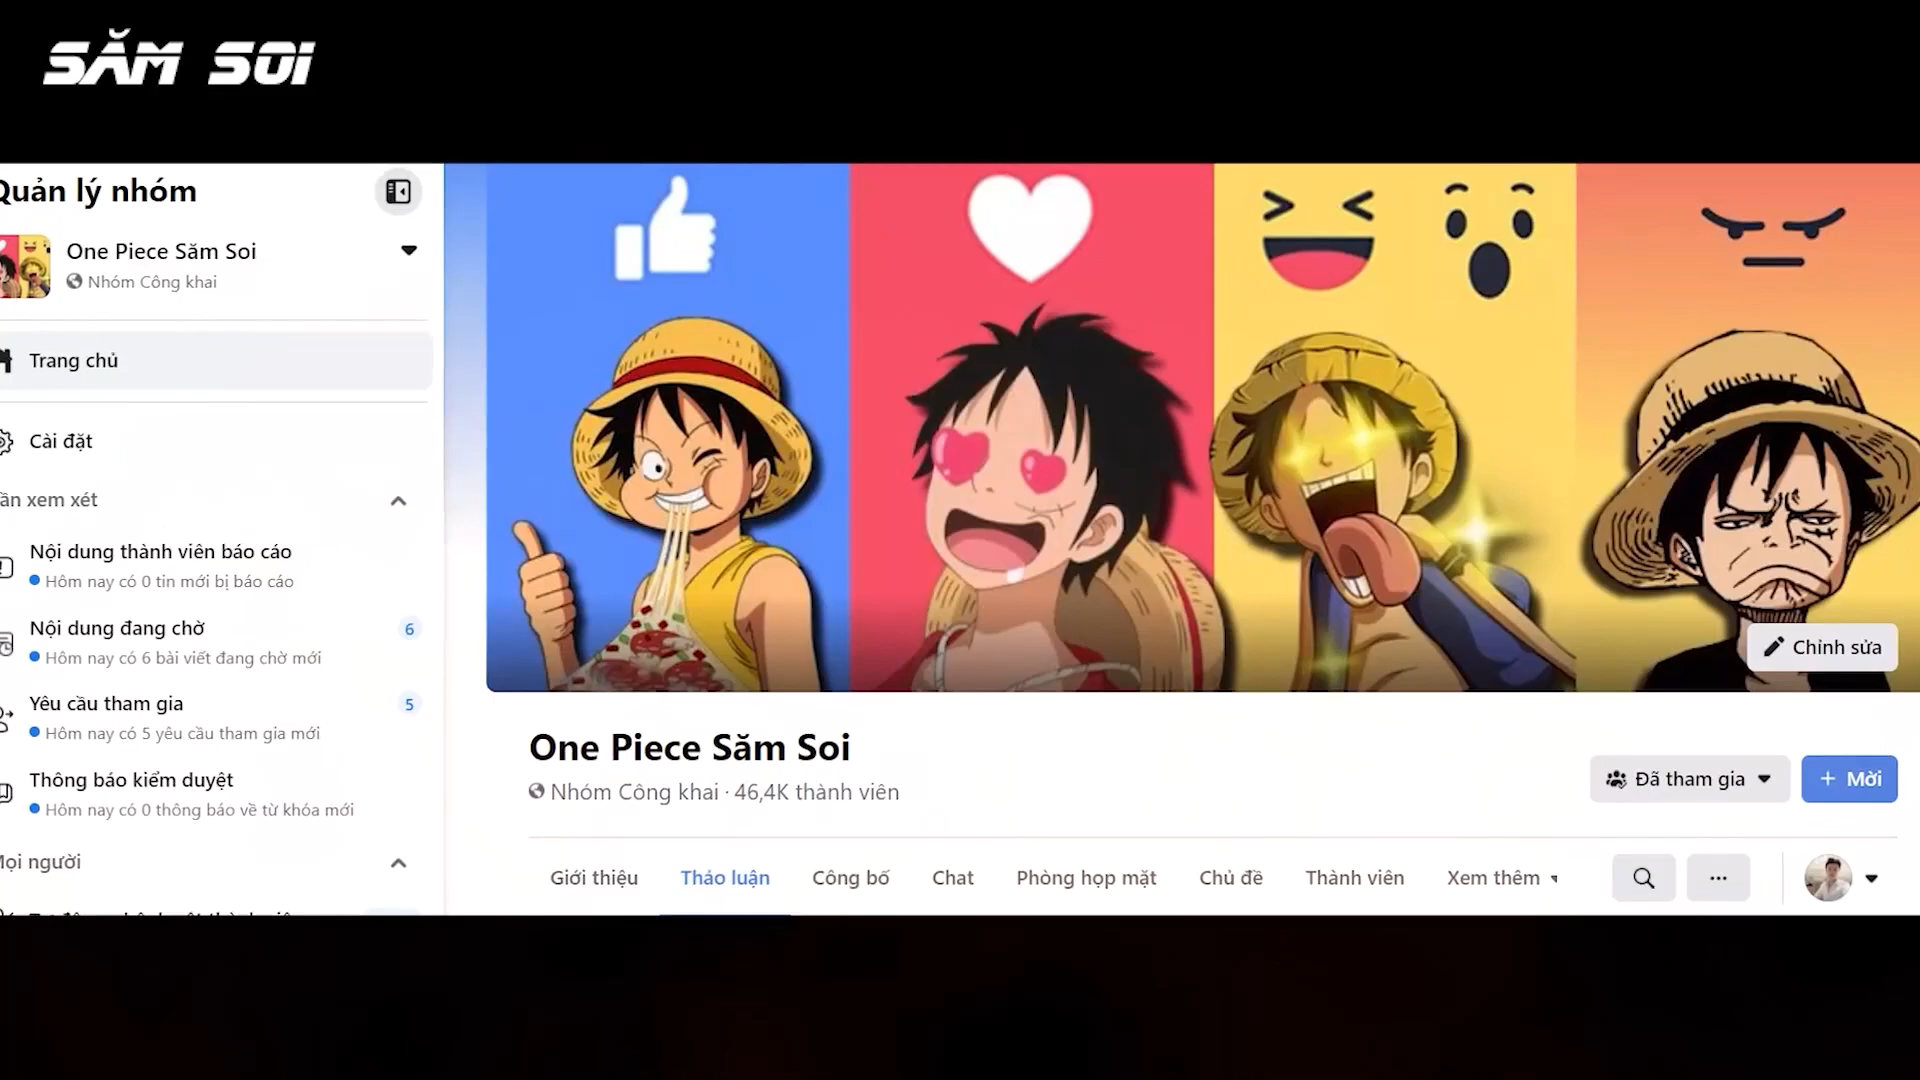 SĂM SOI
Quản lý nhóm
One Piece Săm Soi
Nhóm Công khai
Trang chủ
Cài đặt
ần xem xét
Nội dung thành viên báo cáo
Hôm nay có 0 tin mới bị báo cáo
Nội dung đang chờ
6
Hôm nay có 6 bài viết đang chờ mới
Yêu cầu tham gia
5
Hôm nay có 5 yêu cầu tham gia mới
Thông báo kiểm duyệt
Hôm nay có 0 thông báo về từ khóa mới
Mọi người
Chỉnh sửa
One Piece Săm Soi
Nhóm Công khai · 46,4K thành viên
Đã tham gia
+ Mời
Giới thiệu Thảo luận Công bố Chat Phòng họp mặt Chủ đề Thành viên Xem thêm